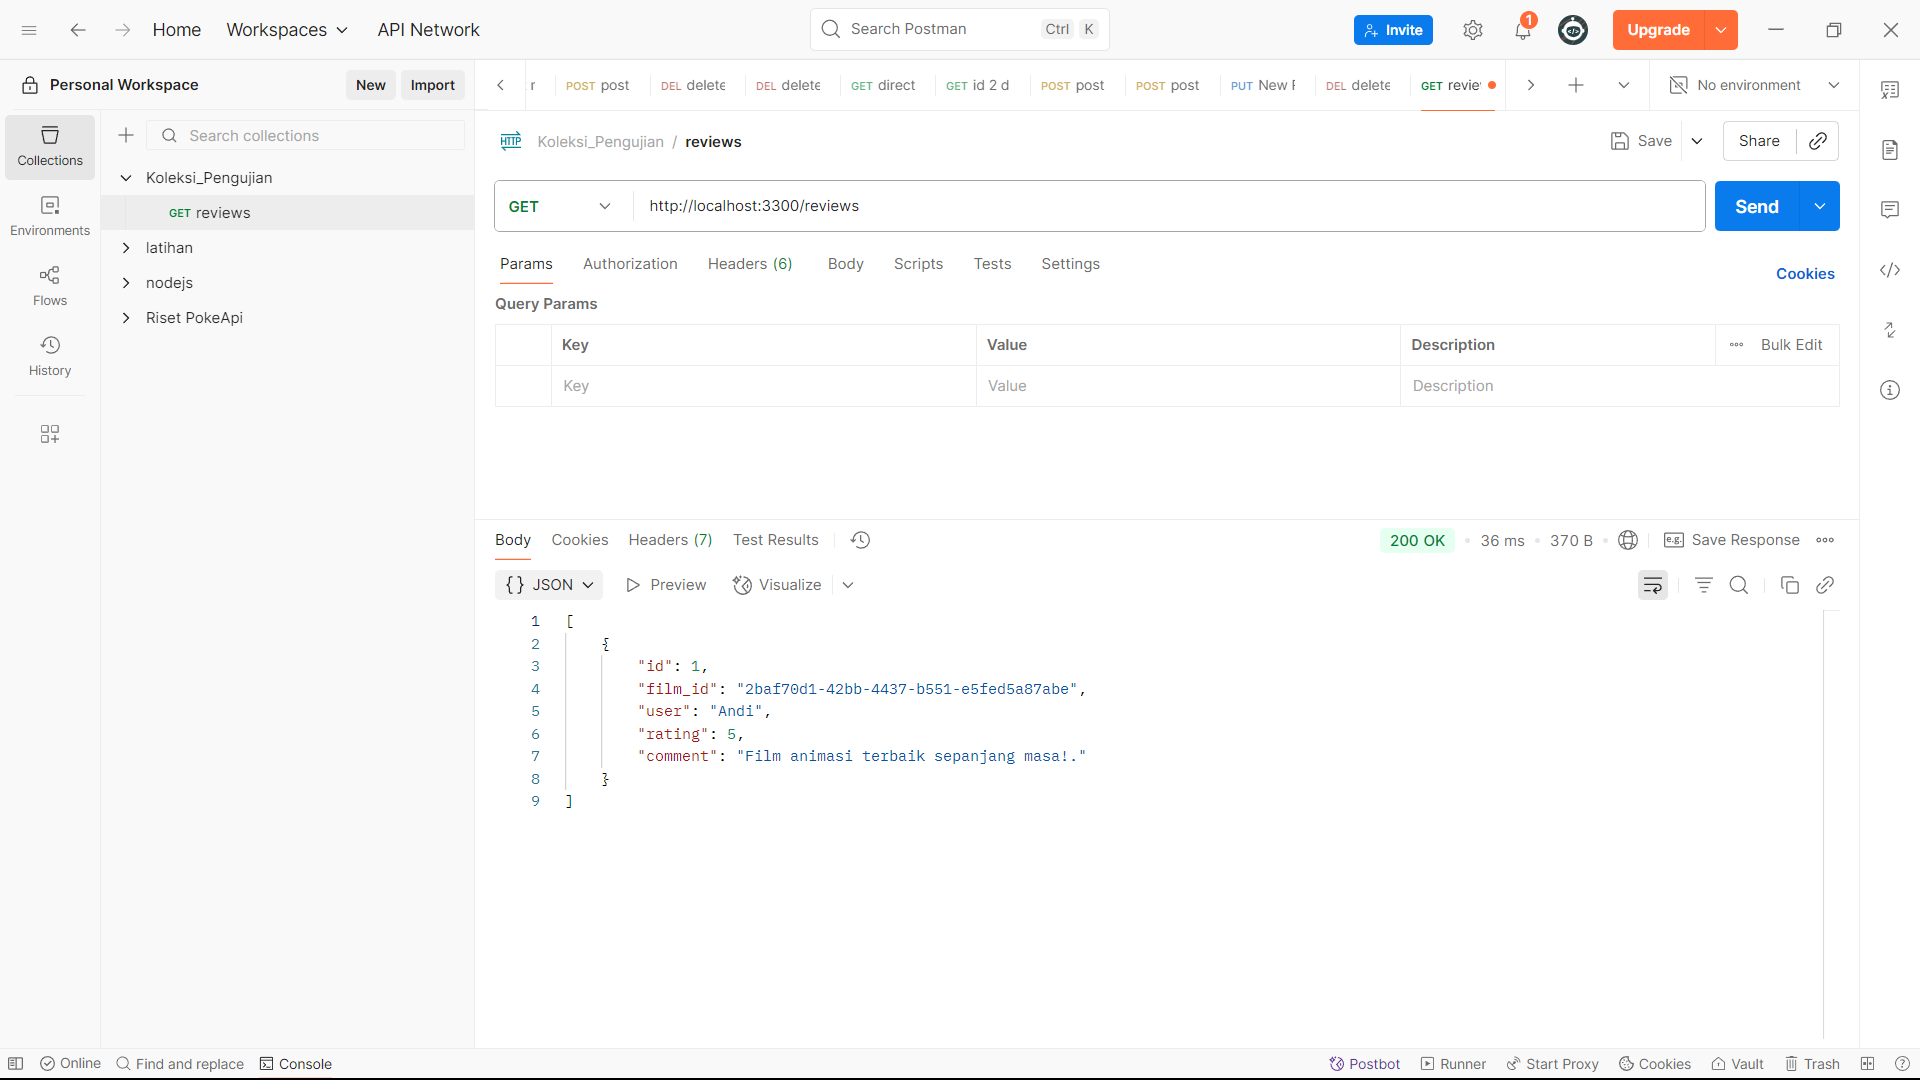 Home Workspaces API Network Search Postman Ctrl K Invite 1 Upgrade
Personal Workspace New Import
r POST post DEL delete DEL delete GET direct GET id 2 d POST post POST post PUT New F DEL delete GET revie No environment
Collections
Environments
Flows
History
Search collections
Koleksi_Pengujian
GET reviews
latihan
nodejs
Riset PokeApi
HTTP Koleksi_Pengujian / reviews Save Share
GET http://localhost:3300/reviews Send
Params Authorization Headers (6) Body Scripts Tests Settings Cookies
Query Params
Key Value Description Bulk Edit
Key Value Description
Body Cookies Headers (7) Test Results 200 OK • 36 ms • 370 B • e.g. Save Response
{} JSON Preview Visualize
1 [
2 {
3 "id": 1,
4 "film_id": "2baf70d1-42bb-4437-b551-e5fed5a87abe",
5 "user": "Andi",
6 "rating": 5,
7 "comment": "Film animasi terbaik sepanjang masa!."
8 }
9 ]
Online Find and replace Console Postbot Runner Start Proxy Cookies Vault Trash